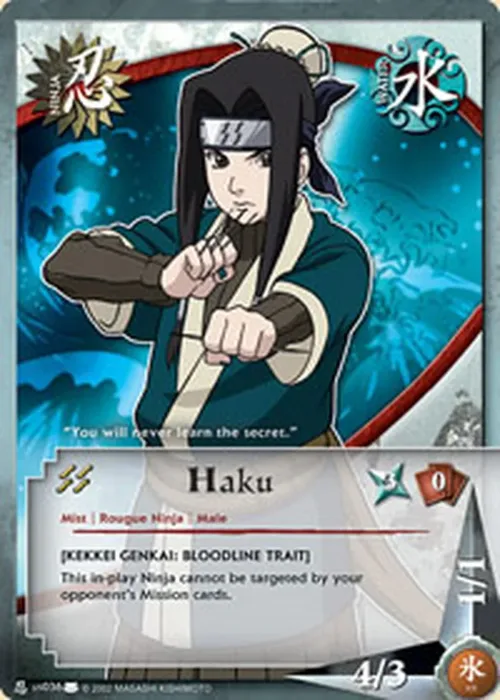 NINJA 忍
WATER 水
"You will never learn the secret."
Haku
3 0
Mist | Rougue Ninja | Male
[KEKKEI GENKAI: BLOODLINE TRAIT]
This in-play Ninja cannot be targeted by your
opponent's Mission cards.
1/1
4/3
水
036 © 2002 MASASHI KISHIMOTO